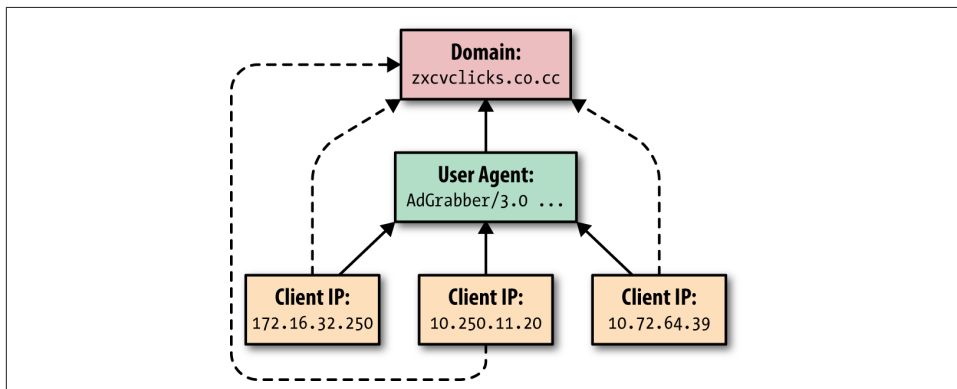 Domain:
zxcvclicks.co.cc
User Agent:
AdGrabber/3.0 ...
Client IP:
172.16.32.250
Client IP:
10.250.11.20
Client IP:
10.72.64.39